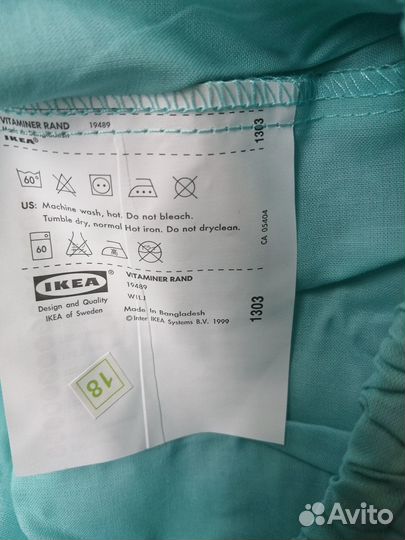 VITAMINER RAND 19489
IKEA®
1303
60°
US: Machine wash, hot. Do not bleach.
Tumble dry, normal Hot iron. Do not dryclean.
CA 05404
60
IKEA®
Design and Quality
IKEA of Sweden
VITAMINER RAND
19489
Made in Bangladesh
© Inter IKEA Systems B.V. 1999
1303
18
Avito